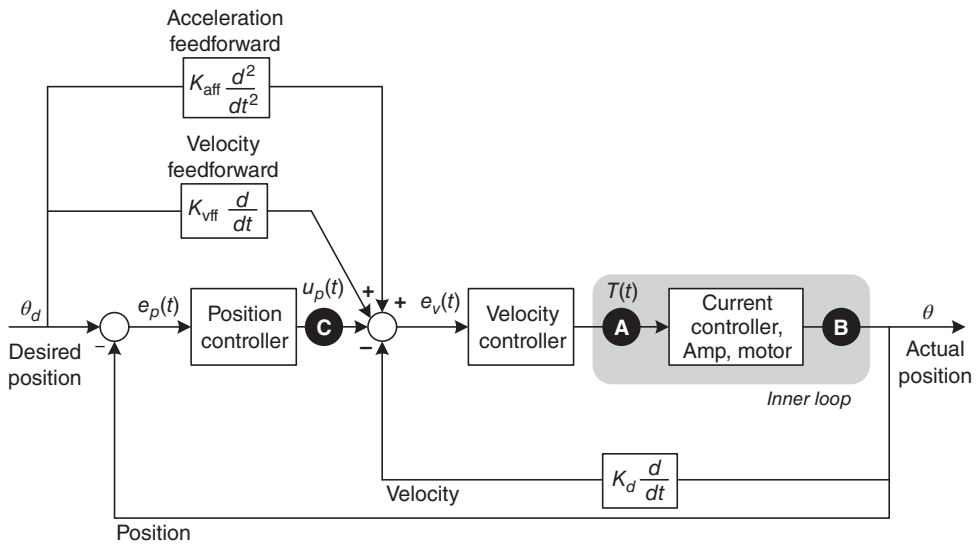 Acceleration
feedforward
K_aff d²/dt²
Velocity
feedforward
K_vff d/dt
θ_d
Desired
position
−
e_p(t)
Position
controller
u_p(t)
C
+
+
−
e_v(t)
Velocity
controller
T(t)
A
Current
controller,
Amp, motor
B
Inner loop
θ
Actual
position
K_d d/dt
Velocity
Position